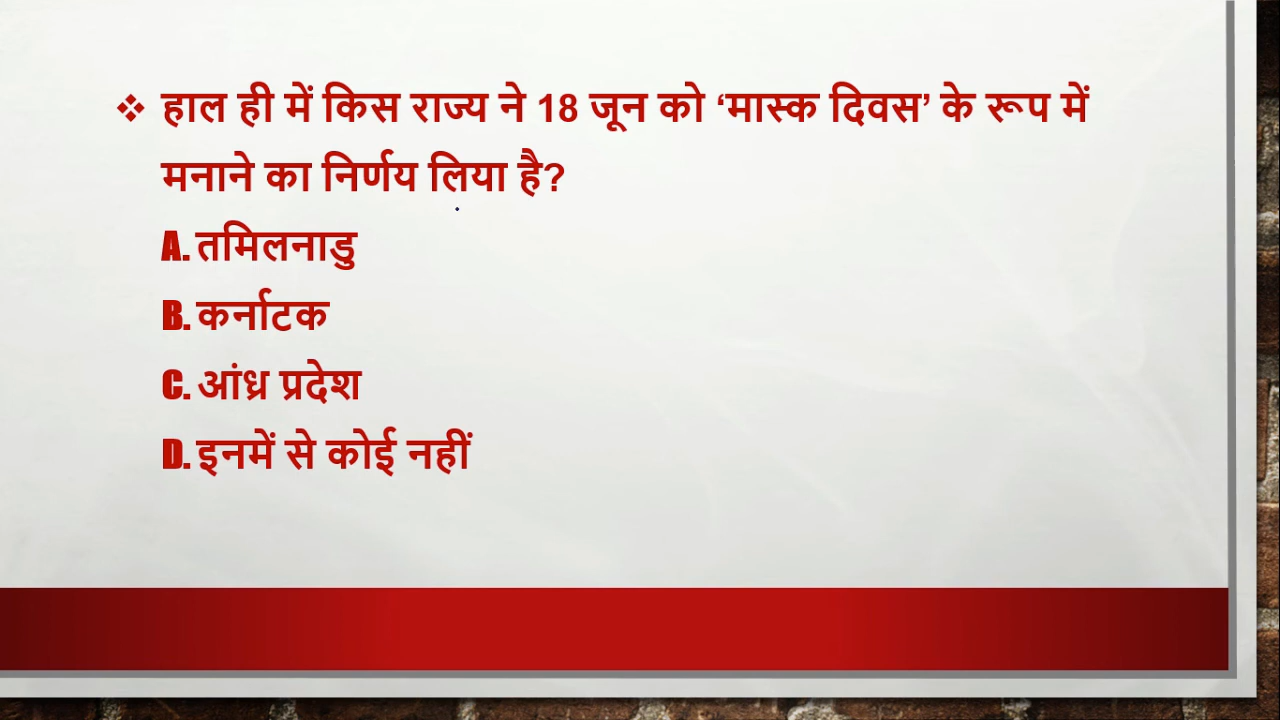 ❖ हाल ही में किस राज्य ने 18 जून को ‘मास्क दिवस’ के रूप में
मनाने का निर्णय लिया है?
A. तमिलनाडु
B. कर्नाटक
C. आंध्र प्रदेश
D. इनमें से कोई नहीं